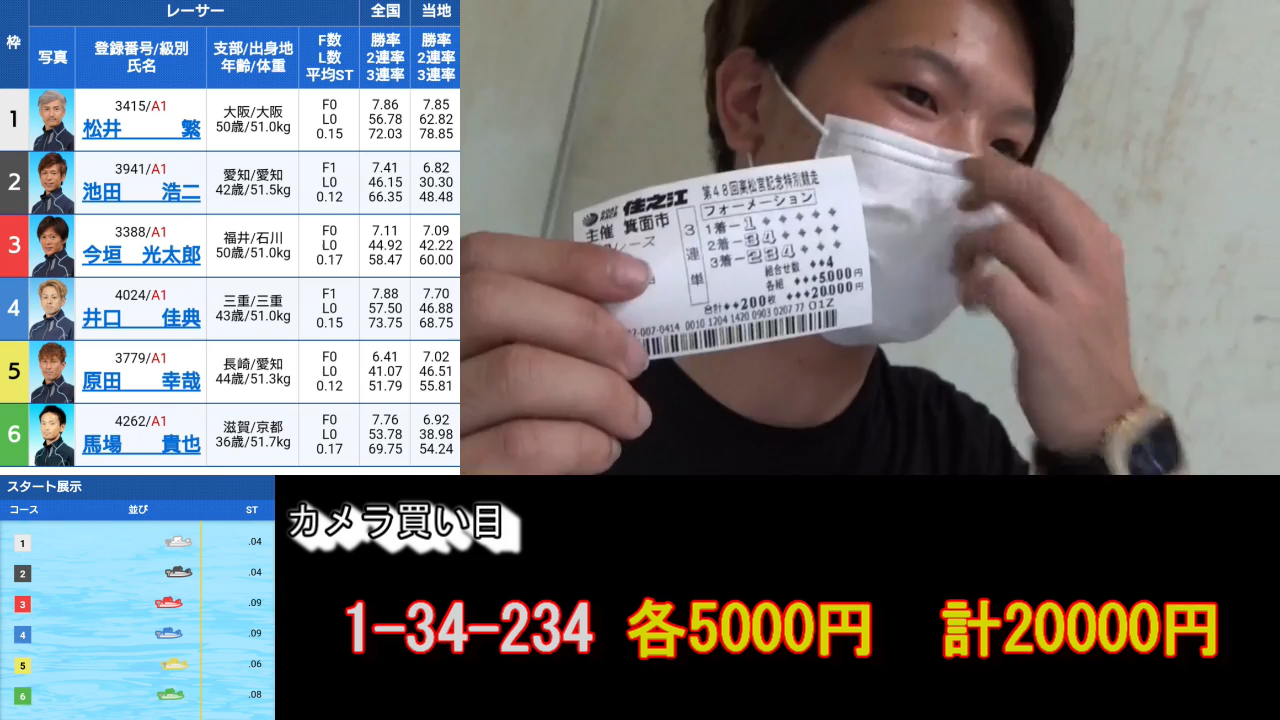 レーサー 全国 当地
枠 写真 登録番号/級別 氏名 支部/出身地 年齢/体重 F数 L数 平均ST 勝率 2連率 3連率 勝率 2連率 3連率
1 3415/A1 松井 繁 大阪/大阪 50歳/51.0kg F0 L0 0.15 7.86 56.78 72.03 7.85 62.82 78.85
2 3941/A1 池田 浩二 愛知/愛知 42歳/51.5kg F1 L0 0.12 7.41 46.15 66.35 6.82 30.30 48.48
3 3388/A1 今垣 光太郎 福井/石川 50歳/51.0kg F0 L0 0.17 7.11 44.92 58.47 7.09 42.22 60.00
4 4024/A1 井口 佳典 三重/三重 43歳/51.0kg F1 L0 0.15 7.88 57.50 73.75 7.70 46.88 68.75
5 3779/A1 原田 幸哉 長崎/愛知 44歳/51.3kg F0 L0 0.12 6.41 41.07 51.79 7.02 46.51 55.81
6 4262/A1 馬場 貴也 滋賀/京都 36歳/51.7kg F0 L0 0.17 7.76 53.78 69.75 6.92 38.98 54.24
住之江 第48回高松宮記念特別競走
主催 箕面市
フォーメーション
レース
3連単
1着-1
2着-34
3着-234
組合せ数 4
各組 5,000円
合計 200枚 20,000円
007-0414 0010 1204 1420 0903 0207 77 01Z
スタート展示
コース 並び ST
1 .04
2 .04
3 .09
4 .09
5 .06
6 .08
カメラ買い目
1-34-234 各5000円 計20000円